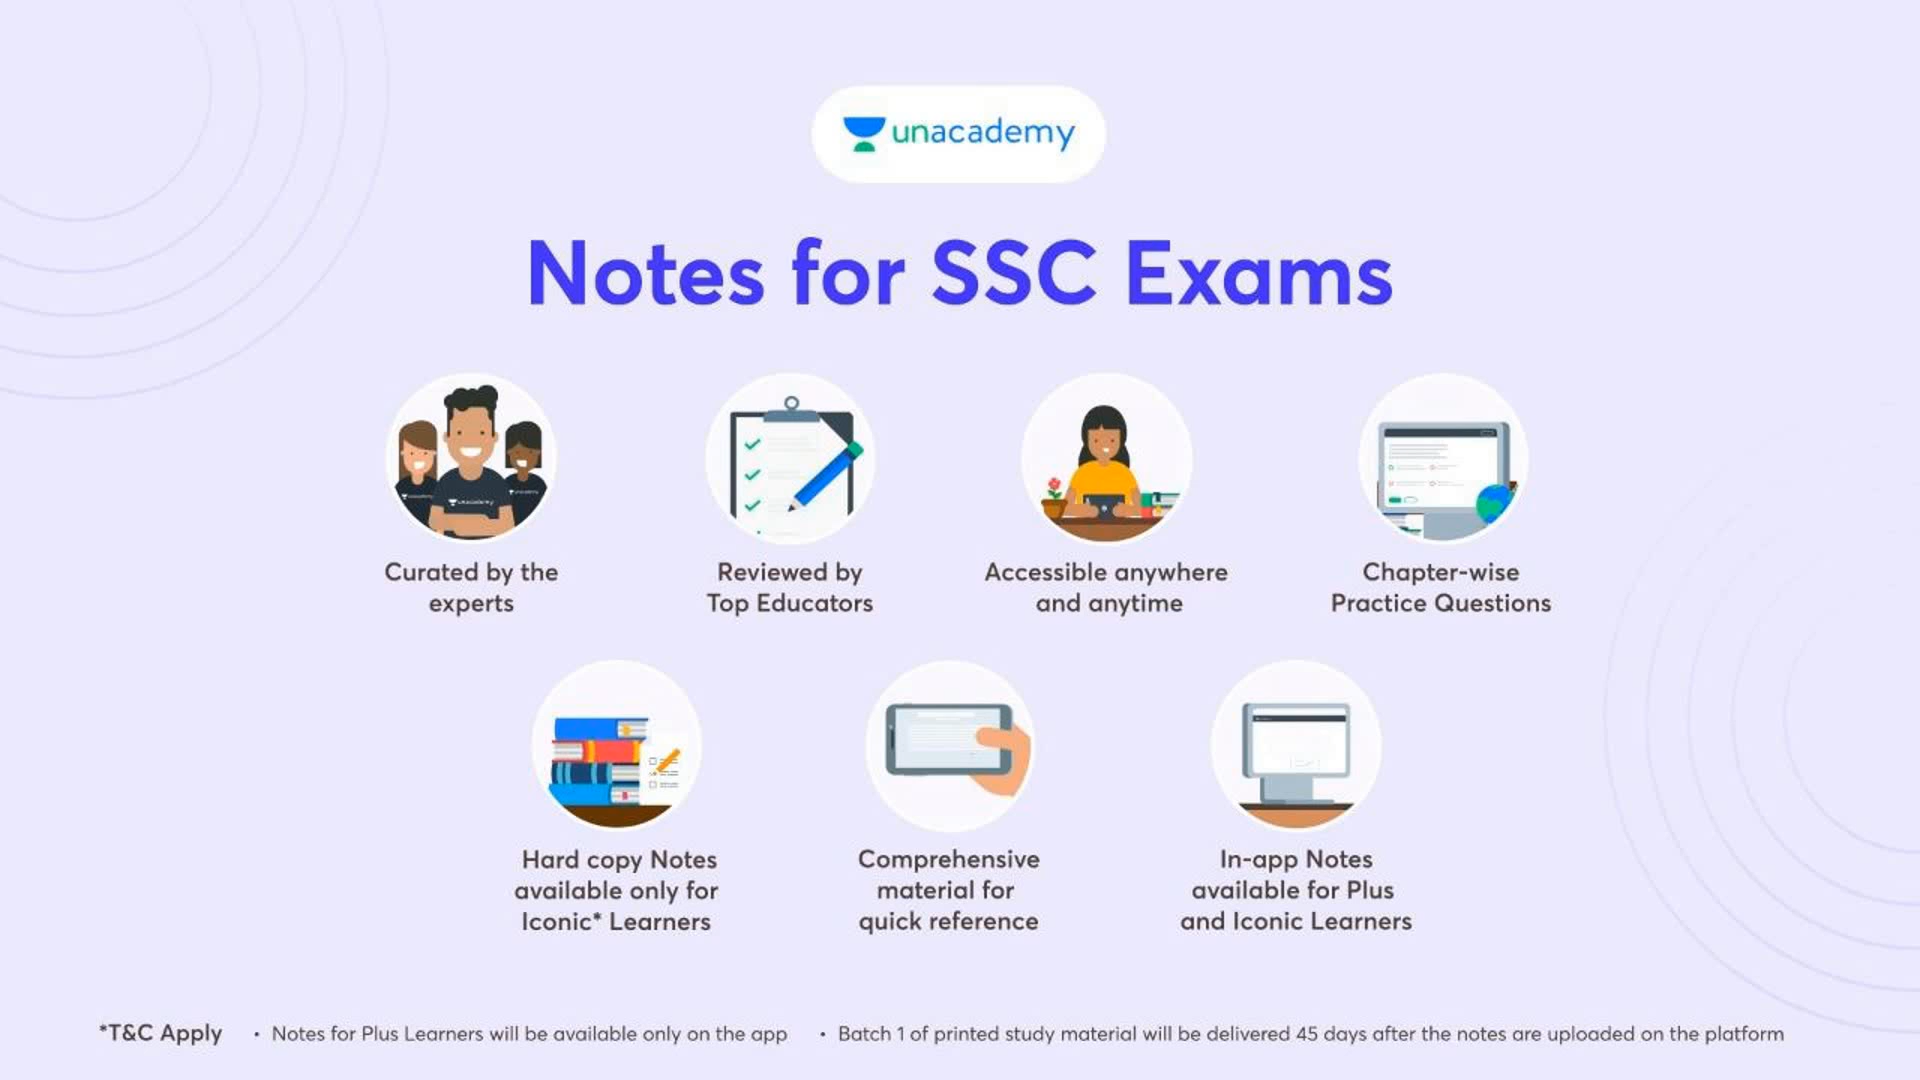 unacademy
Notes for SSC Exams
Curated by the
experts
Reviewed by
Top Educators
Accessible anywhere
and anytime
Chapter-wise
Practice Questions
Hard copy Notes
available only for
Iconic* Learners
Comprehensive
material for
quick reference
In-app Notes
available for Plus
and Iconic Learners
*T&C Apply • Notes for Plus Learners will be available only on the app • Batch 1 of printed study material will be delivered 45 days after the notes are uploaded on the platform